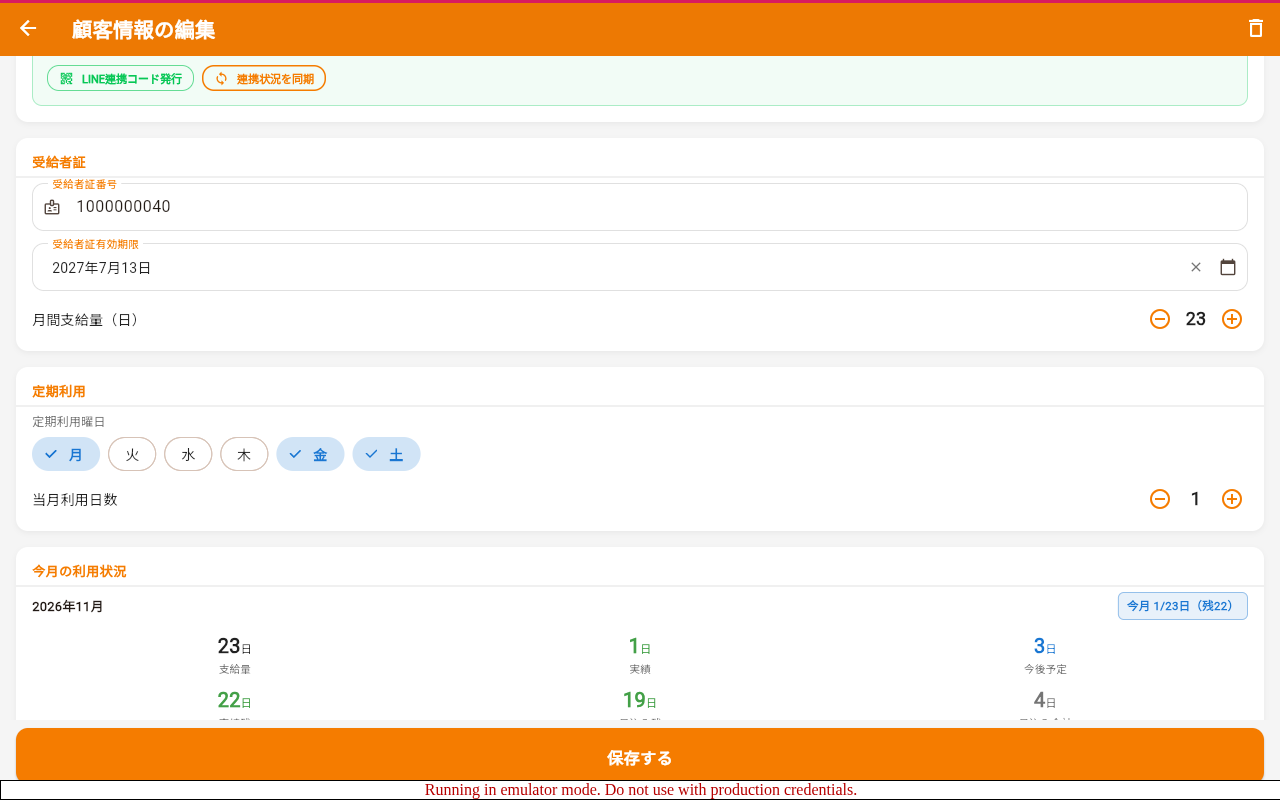 顧客情報の編集
LINE連携コード発行 連携状況を同期
受給者証
受給者証番号
1000000040
受給者証有効期限
2027年7月13日
月間支給量（日） 23
定期利用
定期利用曜日
月 火 水 木 金 土
当月利用日数 1
今月の利用状況
2026年11月 今月 1/23日（残22）
23日 1日 3日
支給量 実績 今後予定
22日 19日 4日
保存する
Running in emulator mode. Do not use with production credentials.